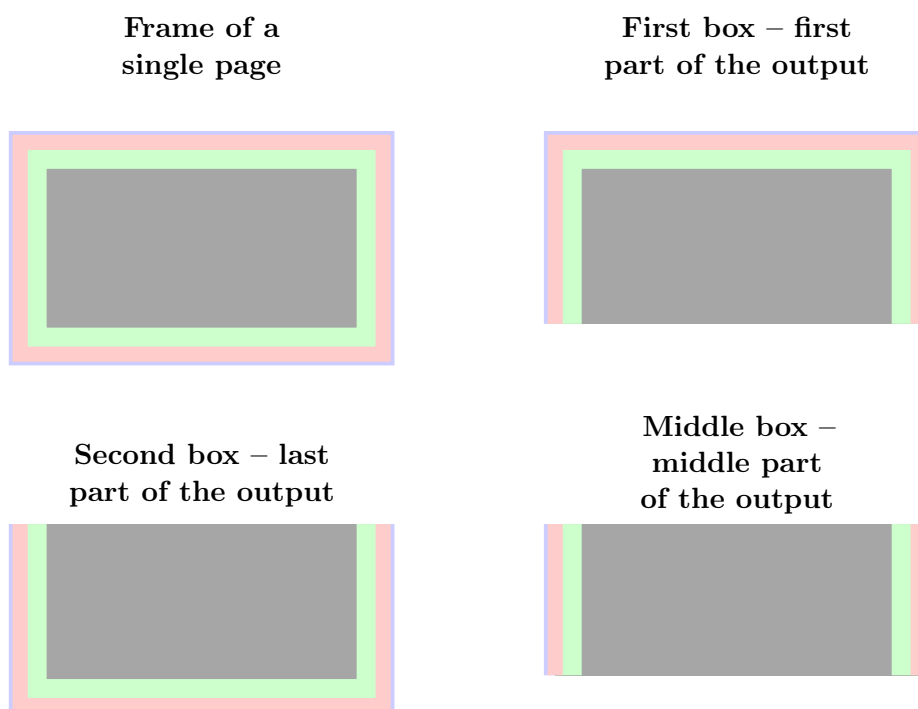 Frame of a
single page
First box – first
part of the output
Second box – last
part of the output
Middle box –
middle part
of the output